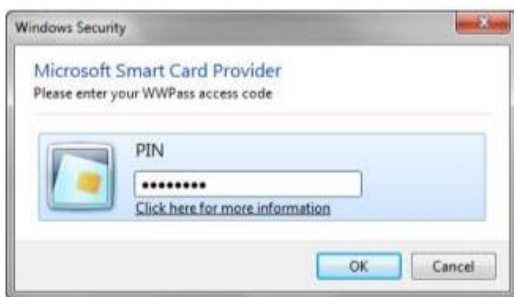 Windows Security
Microsoft Smart Card Provider
Please enter your WWPass access code
PIN
••••••••
Click here for more information
OK Cancel